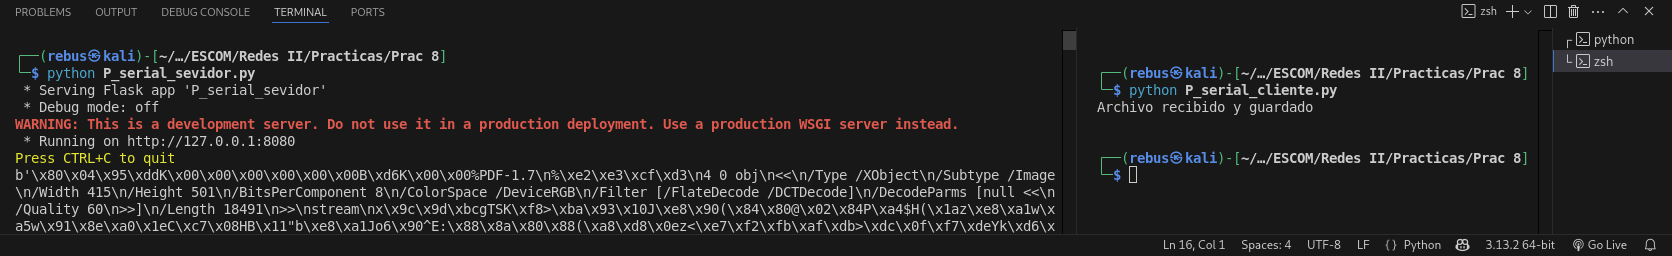 PROBLEMS OUTPUT DEBUG CONSOLE TERMINAL PORTS
zsh
┌──(rebus㉿kali)-[~/…/ESCOM/Redes II/Practicas/Prac 8]
└─$ python P_serial_sevidor.py
* Serving Flask app 'P_serial_sevidor'
* Debug mode: off
WARNING: This is a development server. Do not use it in a production deployment. Use a production WSGI server instead.
* Running on http://127.0.0.1:8080
Press CTRL+C to quit
b'\x80\x04\x95\xddK\x00\x00\x00\x00\x00\x00B\xd6K\x00\x00%PDF-1.7\n%\xe2\xe3\xcf\xd3\n4 0 obj\n<<\n/Type /XObject\n/Subtype /Image
\n/Width 415\n/Height 501\n/BitsPerComponent 8\n/ColorSpace /DeviceRGB\n/Filter [/FlateDecode /DCTDecode]\n/DecodeParms [null <<\n
/Quality 60\n>>]\n/Length 18491\n>>\nstream\nx\x9c\x9d\xbcgTSK\xf8>\xba\x93\x10J\xe8\x90(\x84\x80@\x02\x84P\xa4$H(\x1az\xe8\xa1w\x
a5w\x91\x8e\xa0\x1eC\xc7\x08HB\x11"b\xe8\xa1Jo6\x90^E:\x88\x8a\x80\x88(\xa8\xd8\x0ez<\xe7\xf2\xfb\xaf\xdb>\xdc\x0f\xf7\xdeYk\xd6\x
┌──(rebus㉿kali)-[~/…/ESCOM/Redes II/Practicas/Prac 8]
└─$ python P_serial_cliente.py
Archivo recibido y guardado
┌──(rebus㉿kali)-[~/…/ESCOM/Redes II/Practicas/Prac 8]
└─$
python
zsh
Ln 16, Col 1 Spaces: 4 UTF-8 LF { } Python 3.13.2 64-bit Go Live